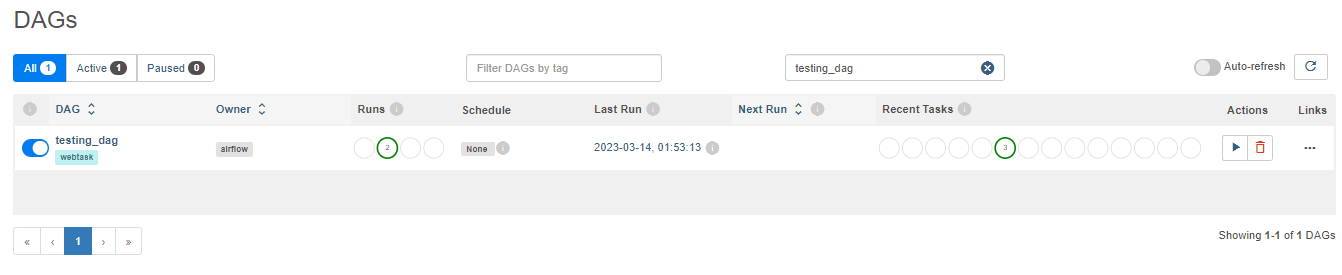 DAGs
All 1 Active 1 Paused 0 Filter DAGs by tag testing_dag Auto-refresh
DAG Owner Runs Schedule Last Run Next Run Recent Tasks Actions Links
testing_dag
webtask
airflow 2 None 2023-03-14, 01:53:13 3 ...
« ‹ 1 › » Showing 1-1 of 1 DAGs